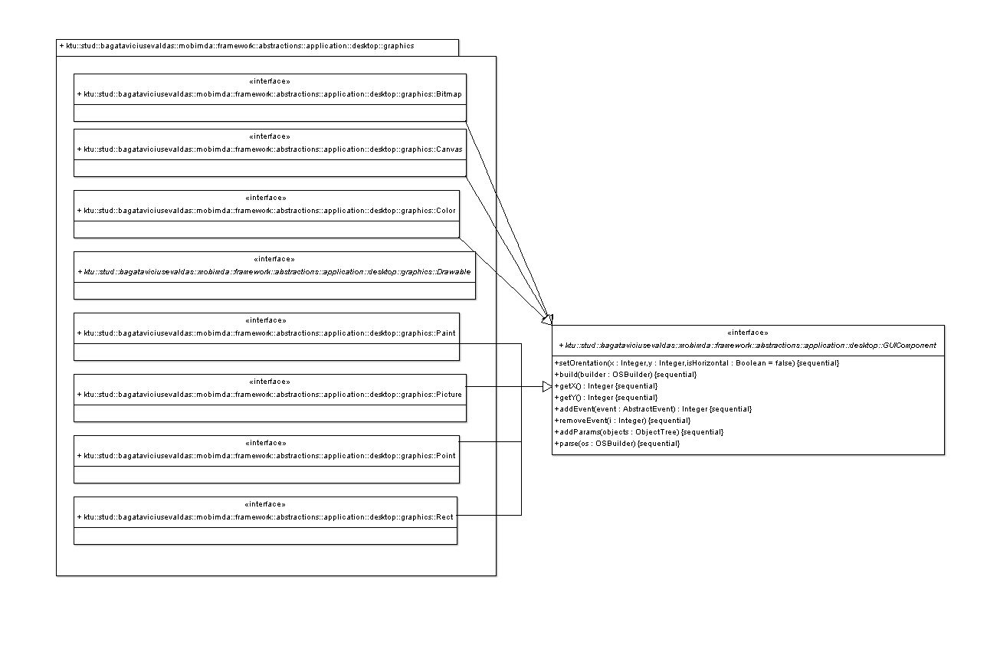 + ktu::stud::bagataviciusevaldas::mobimda::framework::abstractions::application::desktop::graphics
«interface»
+ ktu::stud::bagataviciusevaldas::mobimda::framework::abstractions::application::desktop::graphics::Bitmap
«interface»
+ ktu::stud::bagataviciusevaldas::mobimda::framework::abstractions::application::desktop::graphics::Canvas
«interface»
+ ktu::stud::bagataviciusevaldas::mobimda::framework::abstractions::application::desktop::graphics::Color
«interface»
+ ktu::stud::bagataviciusevaldas::mobimda::framework::abstractions::application::desktop::graphics::Drawable
«interface»
+ ktu::stud::bagataviciusevaldas::mobimda::framework::abstractions::application::desktop::graphics::Paint
«interface»
+ ktu::stud::bagataviciusevaldas::mobimda::framework::abstractions::application::desktop::graphics::Picture
«interface»
+ ktu::stud::bagataviciusevaldas::mobimda::framework::abstractions::application::desktop::graphics::Point
«interface»
+ ktu::stud::bagataviciusevaldas::mobimda::framework::abstractions::application::desktop::graphics::Rect
«interface»
+ ktu::stud::bagataviciusevaldas::mobimda::framework::abstractions::application::desktop::GUIComponent
+setOrentation(x : Integer,y : Integer,isHorizontal : Boolean = false) {sequential}
+build(builder : OSBuilder) {sequential}
+getX() : Integer {sequential}
+getY() : Integer {sequential}
+addEvent(event : AbstractEvent) : Integer {sequential}
+removeEvent(i : Integer) {sequential}
+addParams(objects : ObjectTree) {sequential}
+parse(os : OSBuilder) {sequential}